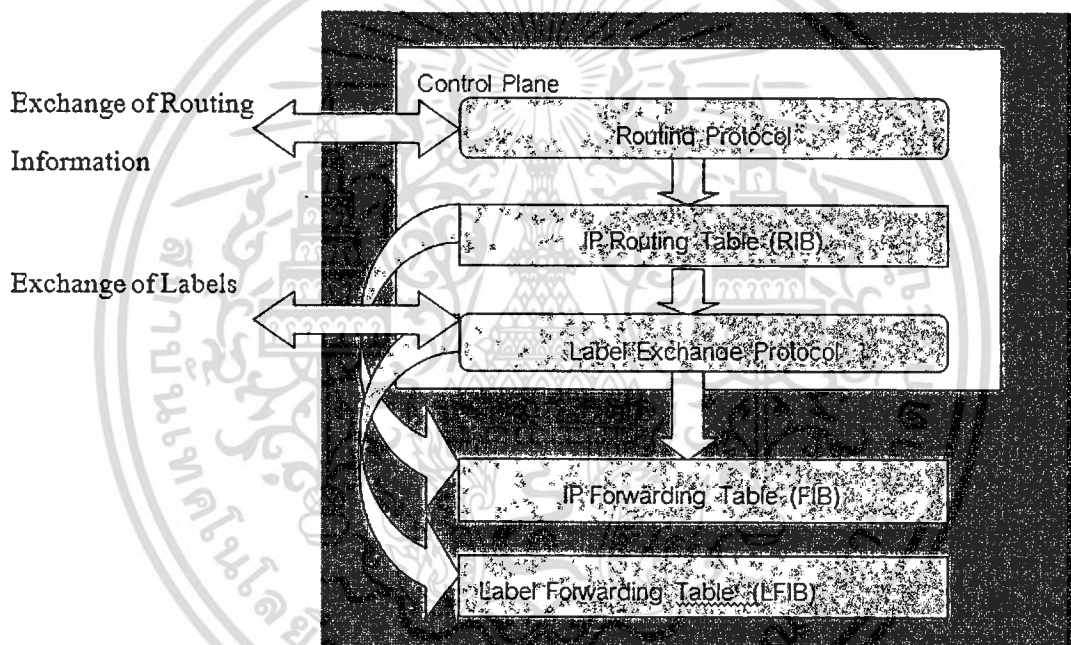 Control Plane
Exchange of Routing
Information
Routing Protocol
IP Routing Table (RIB)
Exchange of Labels
Label Exchange Protocol
IP Forwarding Table (FIB)
Label Forwarding Table (LFIB)